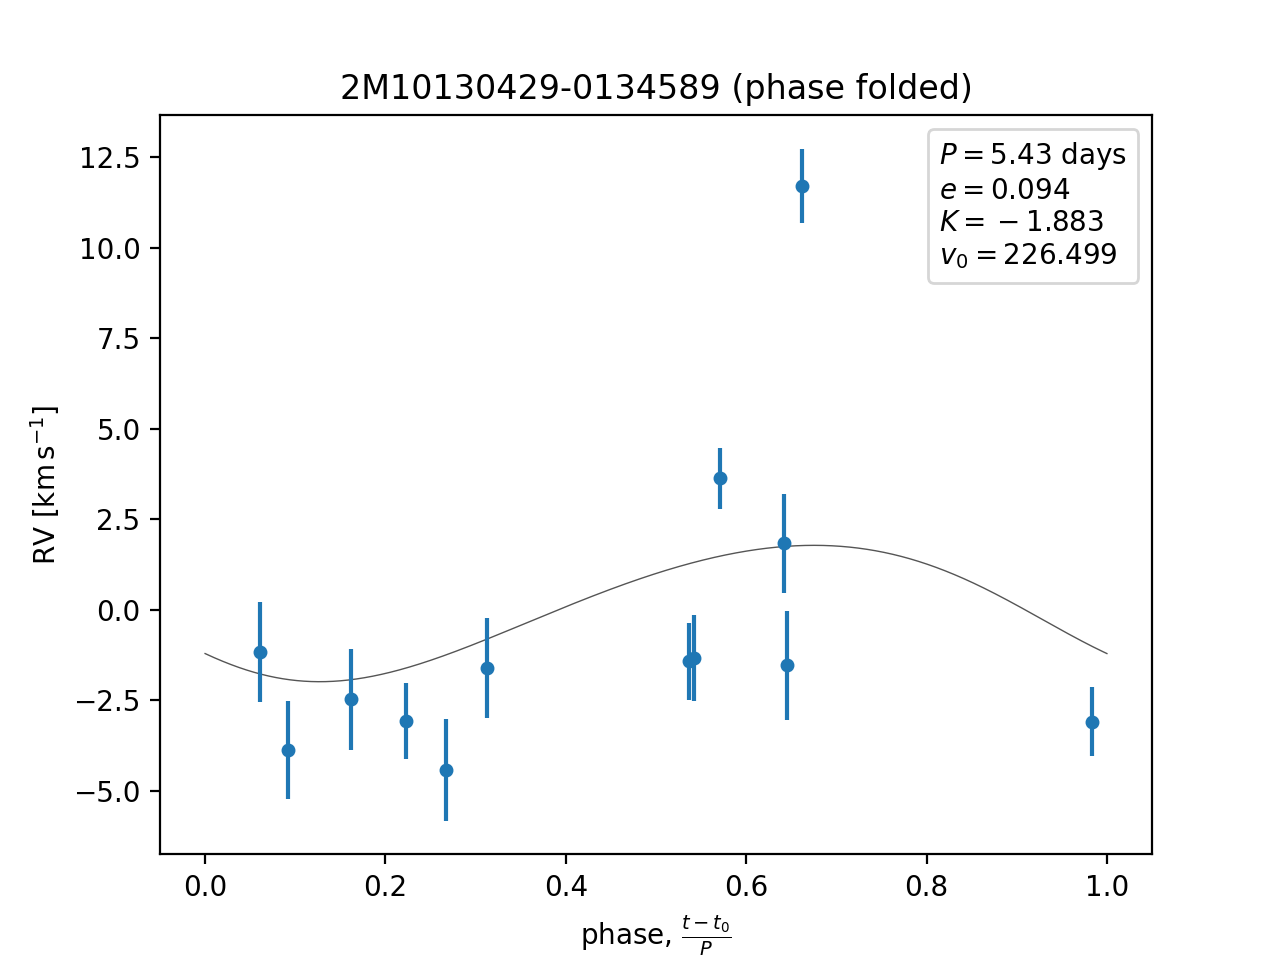 2M10130429-0134589 (phase folded)
P = 5.43 days
e = 0.094
K = −1.883
v₀ = 226.499
12.5
10.0
7.5
5.0
2.5
0.0
−2.5
−5.0
RV [km s⁻¹]
0.0 0.2 0.4 0.6 0.8 1.0
phase, (t − t₀)/P